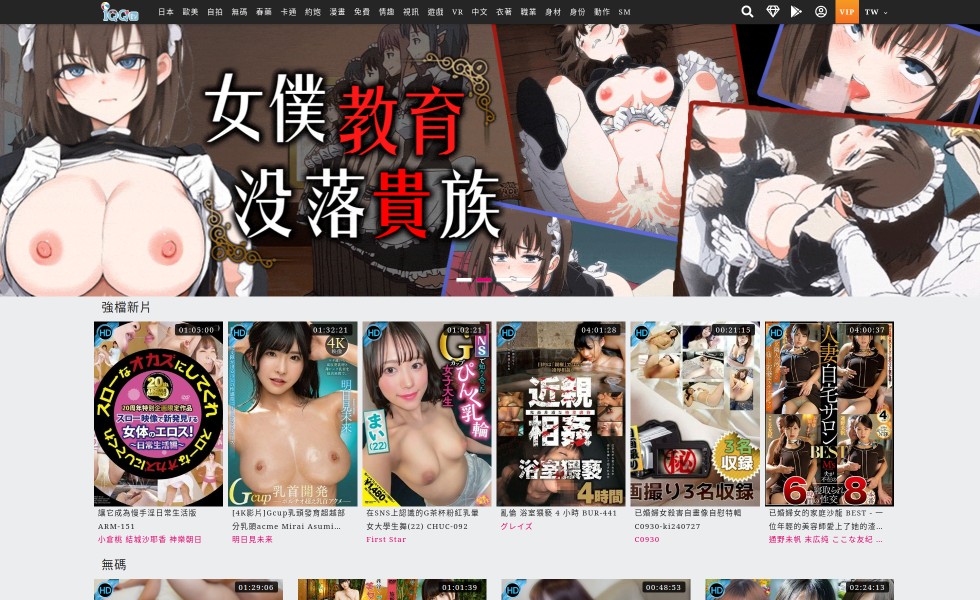 日本 歐美 自拍 無碼 春藥 卡通 約炮 漫畫 免費 情趣 視訊 遊戲 VR 中文 衣著 職業 身材 身份 動作 SM
VIP TW
女僕教育
没落貴族
強檔新片
HD 01:05:00
HD 01:32:21
HD 01:02:21
HD 04:01:28
HD 00:21:15
HD 04:00:37
スローなオカズにしてくれ
20周年特別企画限定作品
スロー映像で新発見する
女体のエロス!
~日常生活編~
4K
明日見未来
Gcup 乳首開発
SNSで知り合った
Gカップ
ぴんく乳輪
女子大生
まい(22)
¥1,480
近親
相姦
浴室猥褻
4時間
㊙
3名
収録
画撮り3名収録
人妻自宅サロン
BEST
4
6 8
讓它成為慢手淫日常生活版
ARM-151
小倉桃 結城沙耶香 神樂朝日
[4K影片]Gcup乳頭發育超越部
分乳頭acme Mirai Asumi...
明日見未来
在SNS上認識的G茶杯粉紅乳暈
女大學生舞(22) CHUC-092
First Star
亂倫 浴室猥褻 4 小時 BUR-441
グレイズ
已婚婦女殺害自畫像自慰特輯
C0930-ki240727
C0930
已婚婦女的家庭沙龍 BEST - 一
位年輕的美容師愛上了她的渣...
通野未帆 末広純 ここな友紀 ...
無碼
HD 01:29:06
HD 01:01:39
HD 00:48:53
HD 02:24:13